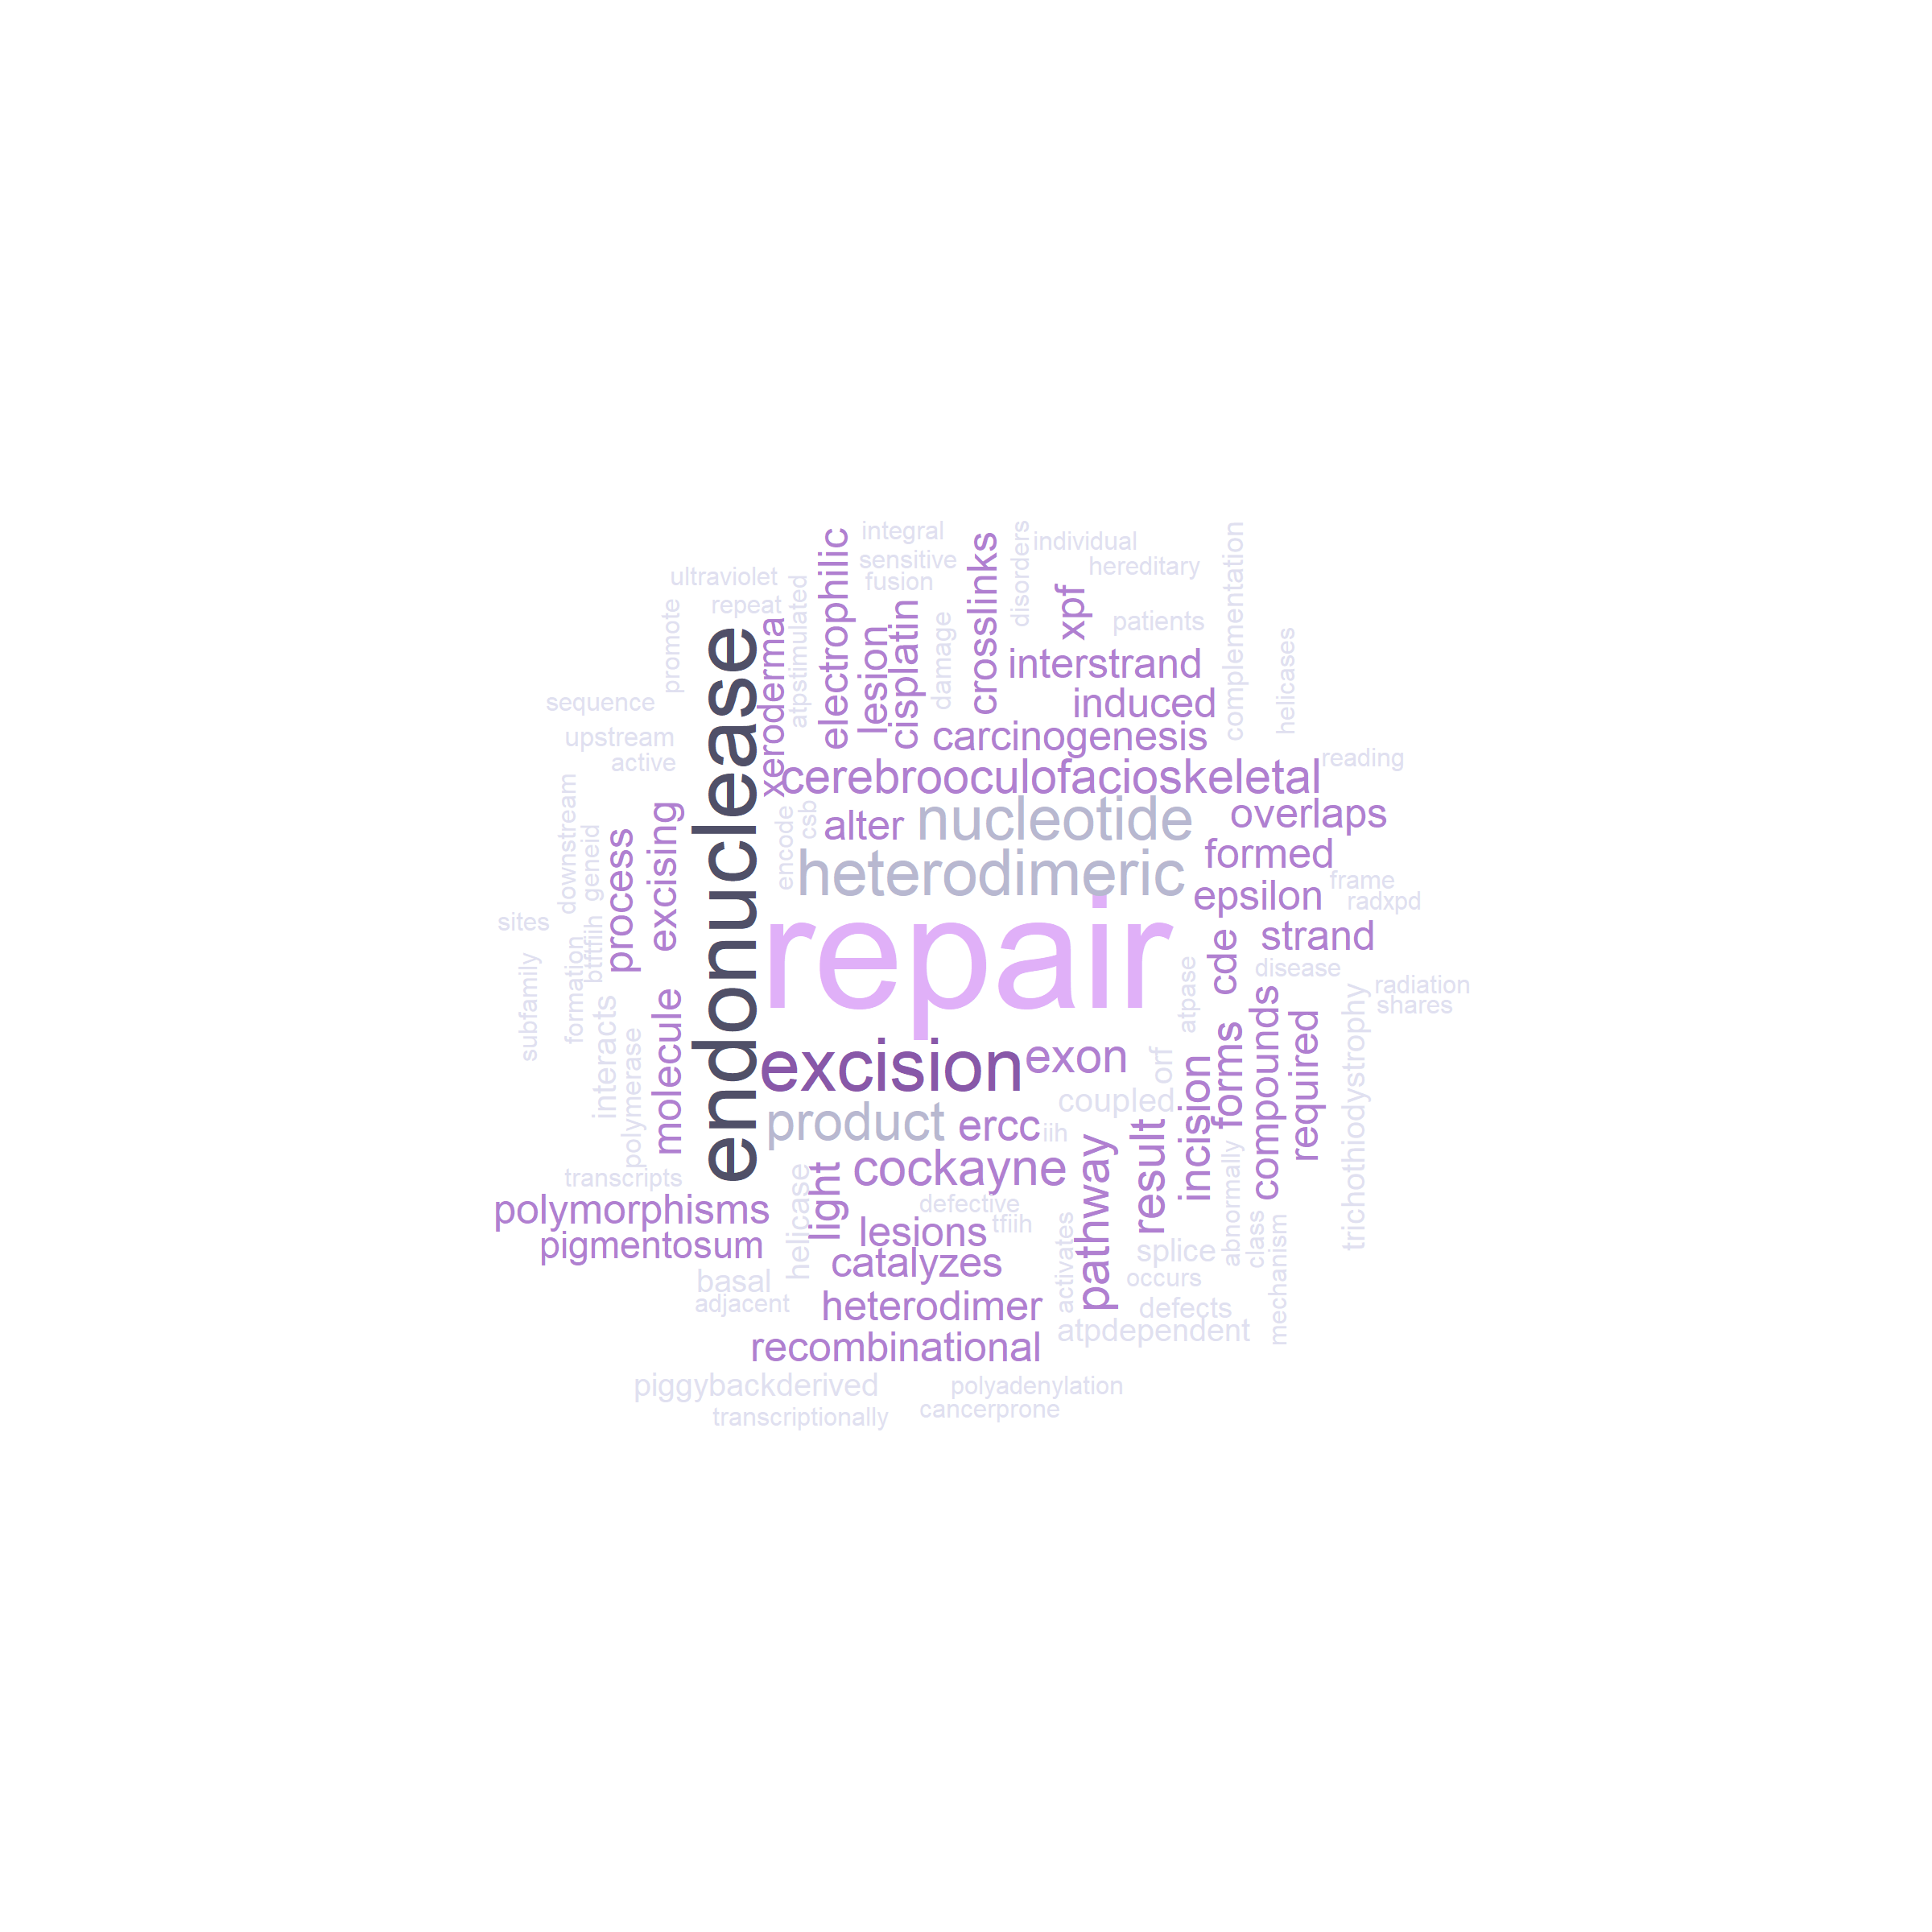 integral
individual
sensitive
hereditary
fusion
ultraviolet
repeat
promote
atpstimulated
electrophilic
lesion
cisplatin
damage
crosslinks
disorders
xpf
patients
complementation
helicases
xeroderma
interstrand
sequence
induced
upstream
carcinogenesis
active
reading
cerebrooculofacioskeletal
endonuclease
downstream
geneid
process
excising
encode
csb
alter
nucleotide
overlaps
formed
heterodimeric
frame
epsilon
radxpd
sites
btftfiih
repair
strand
cde
subfamily
formation
disease
atpase
radiation
shares
interacts
molecule
polymerase
excision
exon
orf
forms
compounds
required
trichothiodystrophy
coupled
product
ercc
iih
incision
result
pathway
transcripts
cockayne
helicase
light
polymorphisms
defective
tfiih
lesions
pigmentosum
catalyzes
activates
splice
abnormally
class
mechanism
basal
occurs
adjacent
heterodimer
defects
atpdependent
recombinational
piggybackderived
polyadenylation
cancerprone
transcriptionally